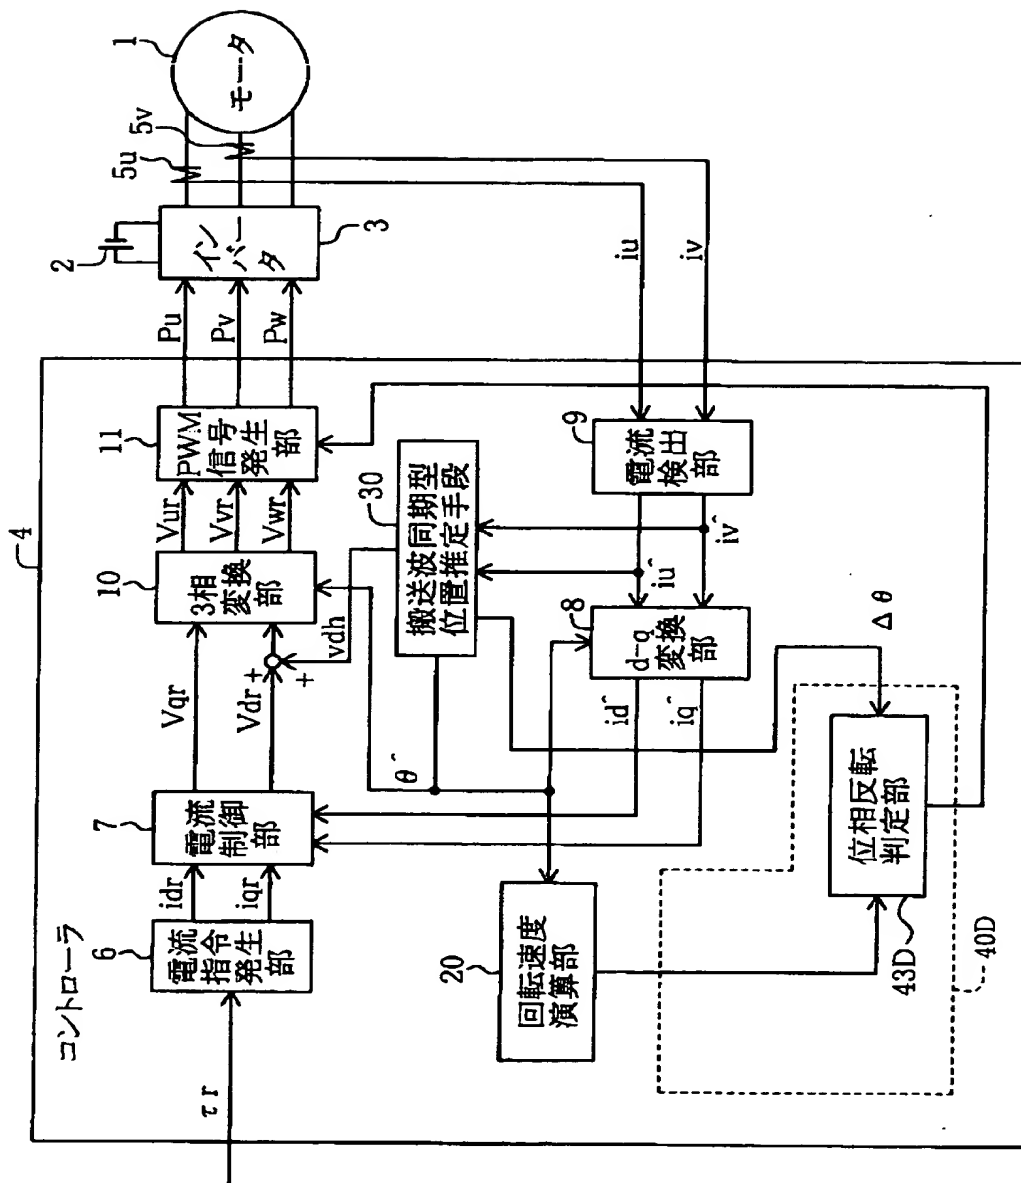 コントローラ
4
τr
6
電流
指令
発生
部
idr
iqr
7
電流
制御
部
Vqr
Vdr
+
+
vdh
10
3相
変換
部
Vur
Vvr
Vwr
11
PWM
信号
発生
部
Pu
Pv
Pw
2
インバータ
3
5u
5v
1
モータ
iu
iv
9
電流
検出
部
iu^
iv^
30
搬送波同期型
位置推定手段
θ^
8
d-q
変換
部
id^
iq^
Δθ
20
回転速度
演算部
位相反転
判定部
43D
40D